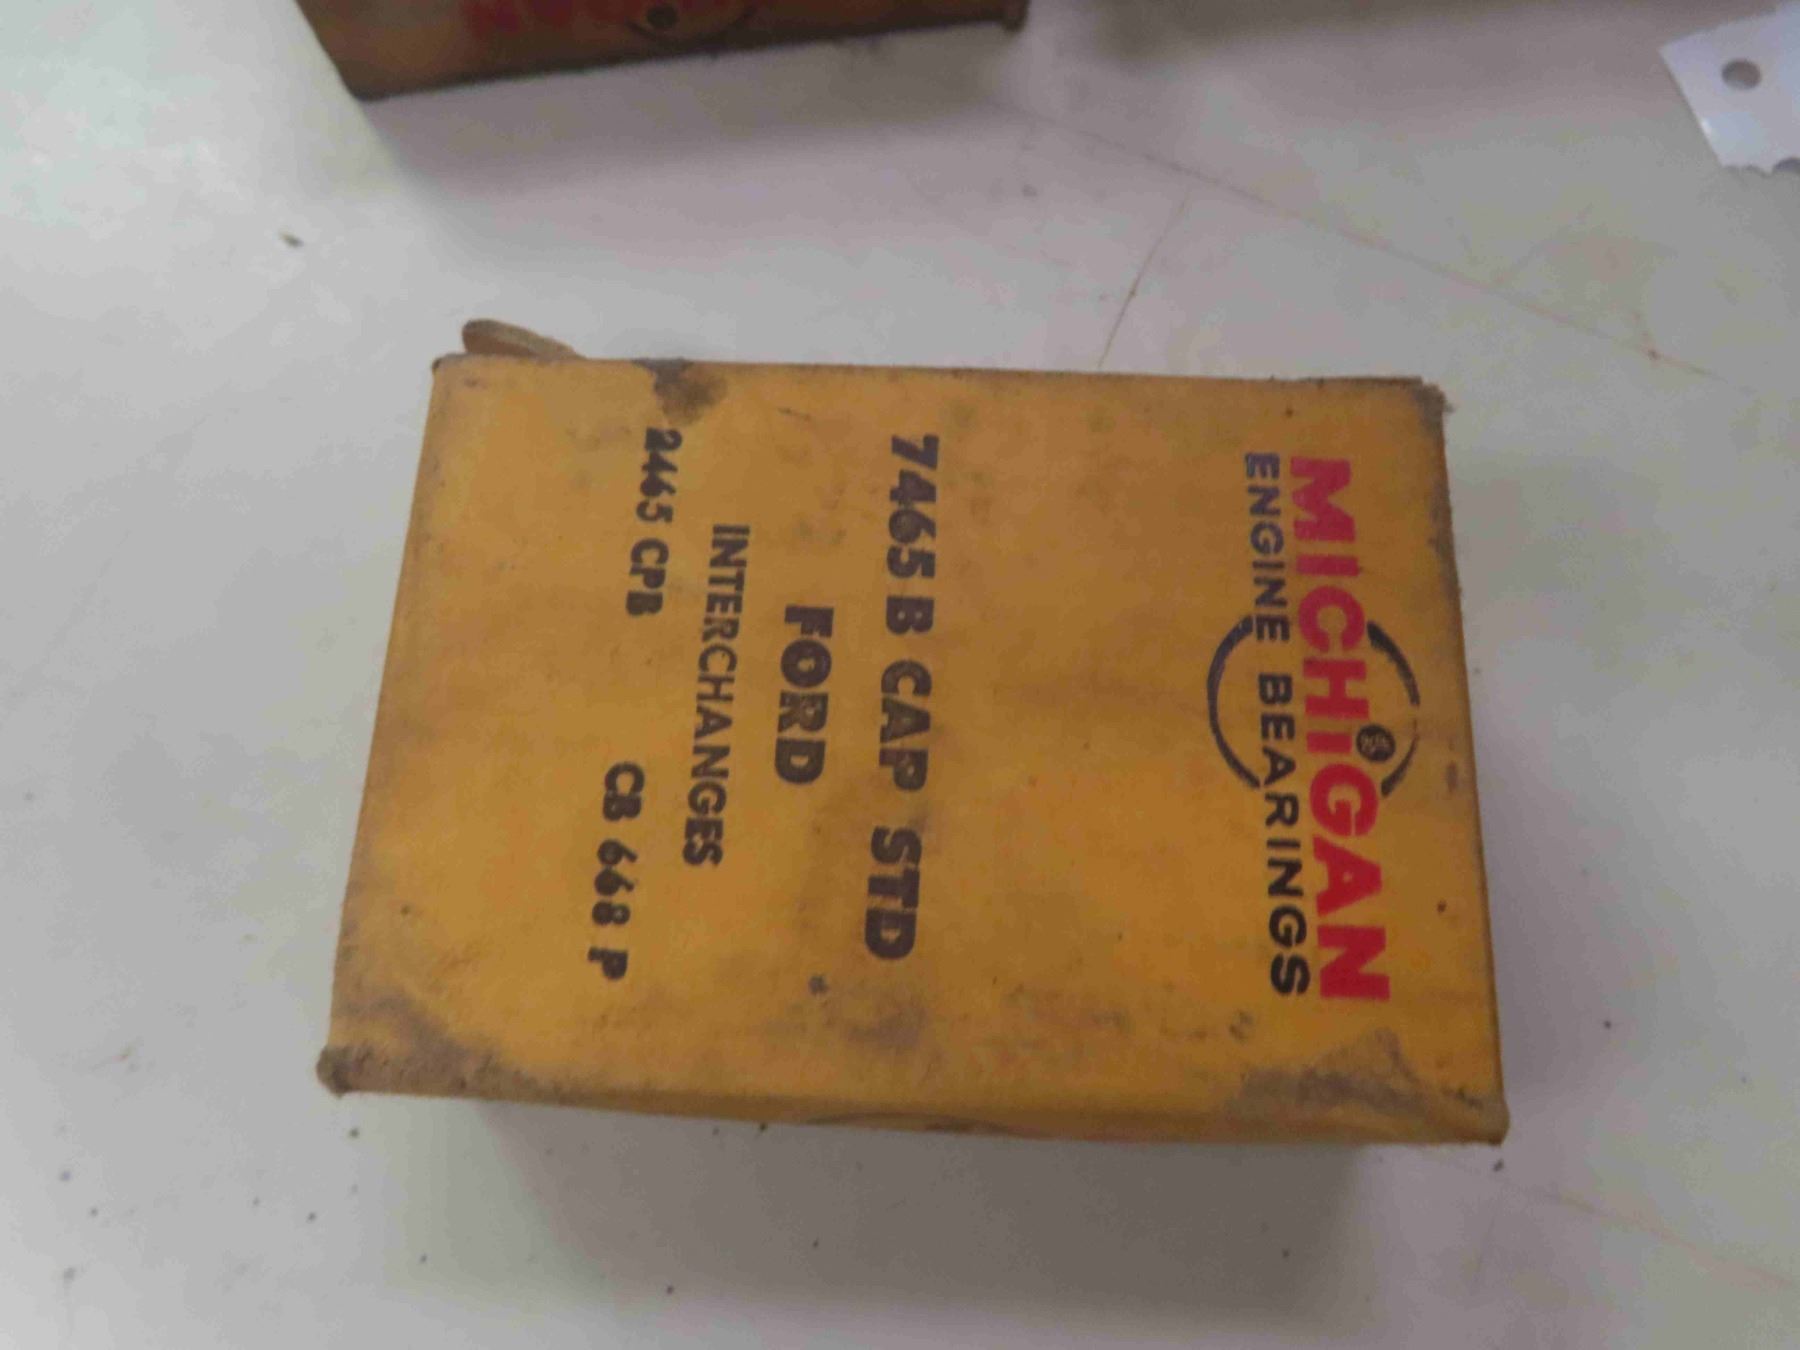 MICHIGAN
ENGINE BEARINGS
7465 B CAP STD
FORD
INTERCHANGES
2465 CPB CB 668 P